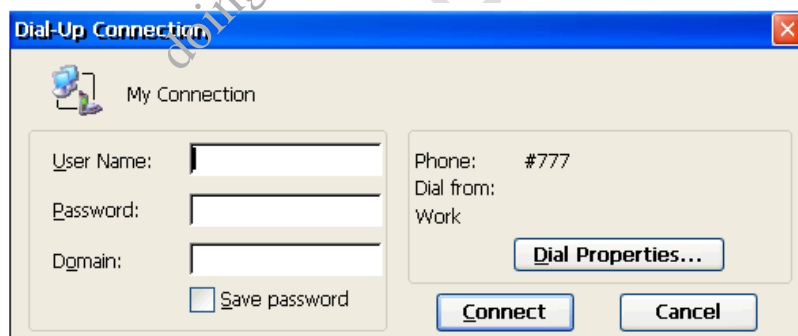 doing
Dial-Up Connection
My Connection
User Name:
Password:
Domain:
Save password
Phone: #777
Dial from:
Work
Dial Properties...
Connect Cancel